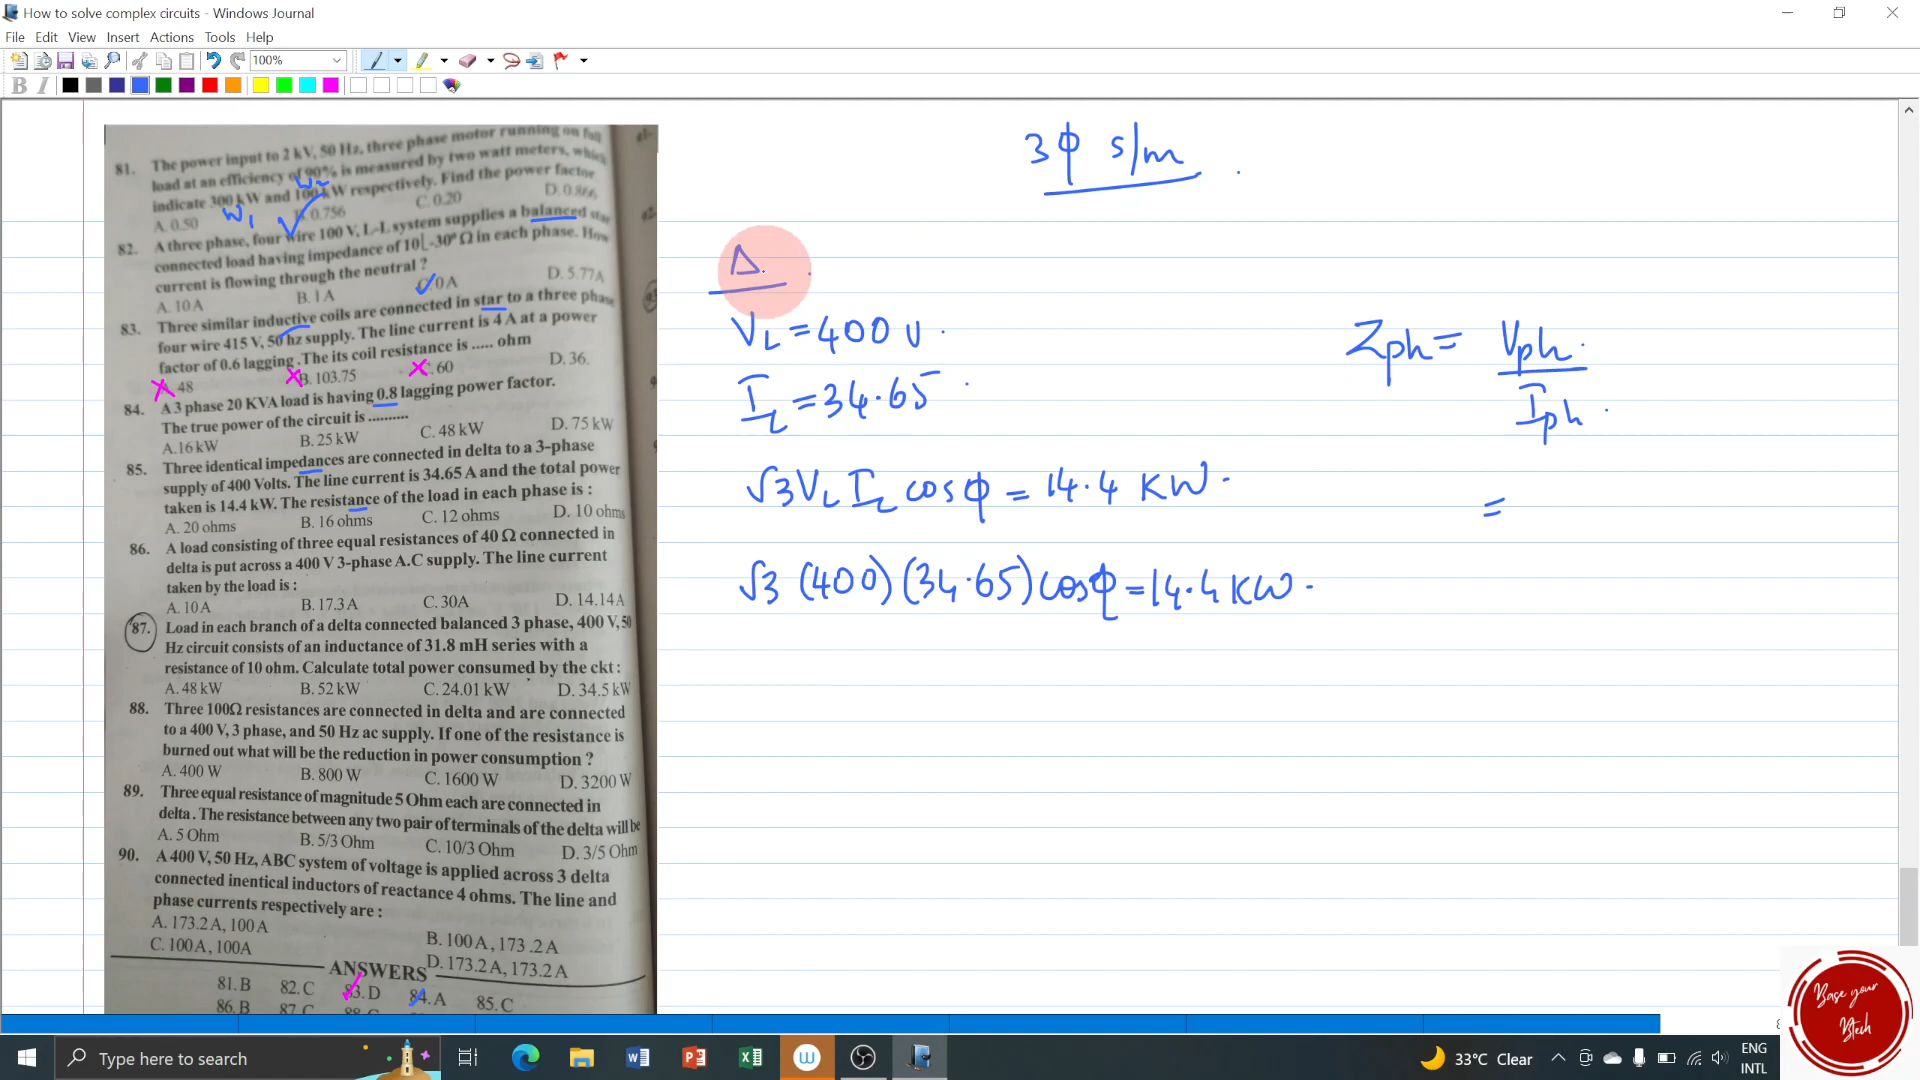 How to solve complex circuits - Windows Journal
File Edit View Insert Actions Tools Help
100%
B I
3ϕ s/m
81. The power input to 2 kV, 50 Hz, three phase motor running on full
load at an efficiency of 90% is measured by two watt meters, which
indicate 300 kW and 100 kW respectively. Find the power factor
W2
W1
A. 0.50 B. 0.756 C. 0.20 D. 0.866
82. A three phase, four wire 100 V, L-L system supplies a balanced star
connected load having impedance of 10∟-30° Ω in each phase. How
current is flowing through the neutral ?
A. 10 A B. 1 A C. 0 A D. 5.77A
83. Three similar inductive coils are connected in star to a three phase
four wire 415 V, 50 hz supply. The line current is 4 A at a power
factor of 0.6 lagging .The its coil resistance is ..... ohm
A. 48 B. 103.75 C. 60 D. 36.
84. A 3 phase 20 KVA load is having 0.8 lagging power factor.
The true power of the circuit is ..........
A.16 kW B. 25 kW C. 48 kW D. 75 kW
85. Three identical impedances are connected in delta to a 3-phase
supply of 400 Volts. The line current is 34.65 A and the total power
taken is 14.4 kW. The resistance of the load in each phase is :
A. 20 ohms B. 16 ohms C. 12 ohms D. 10 ohms
86. A load consisting of three equal resistances of 40 Ω connected in
delta is put across a 400 V 3-phase A.C supply. The line current
taken by the load is :
A. 10 A B. 17.3 A C. 30A D. 14.14A
87. Load in each branch of a delta connected balanced 3 phase, 400 V, 50
Hz circuit consists of an inductance of 31.8 mH series with a
resistance of 10 ohm. Calculate total power consumed by the ckt :
A. 48 kW B. 52 kW C. 24.01 kW D. 34.5 kW
88. Three 100Ω resistances are connected in delta and are connected
to a 400 V, 3 phase, and 50 Hz ac supply. If one of the resistance is
burned out what will be the reduction in power consumption ?
A. 400 W B. 800 W C. 1600 W D. 3200 W
89. Three equal resistance of magnitude 5 Ohm each are connected in
delta . The resistance between any two pair of terminals of the delta will be
A. 5 Ohm B. 5/3 Ohm C. 10/3 Ohm D. 3/5 Ohm
90. A 400 V, 50 Hz, ABC system of voltage is applied across 3 delta
connected inentical inductors of reactance 4 ohms. The line and
phase currents respectively are :
A. 173.2 A, 100 A B. 100 A, 173 .2 A
C. 100 A, 100A D. 173.2 A, 173.2 A
ANSWERS
81. B 82. C 83. D 84. A 85. C
86. B 87. C
Δ
VL = 400 V.
IL = 34.65
√3 VL IL cos ϕ = 14.4 KW.
√3 (400) (34.65) cosϕ = 14.4 KW.
Zph = Vph / Iph.
=
Base your
Btech
Type here to search
33°C Clear
ENG
INTL